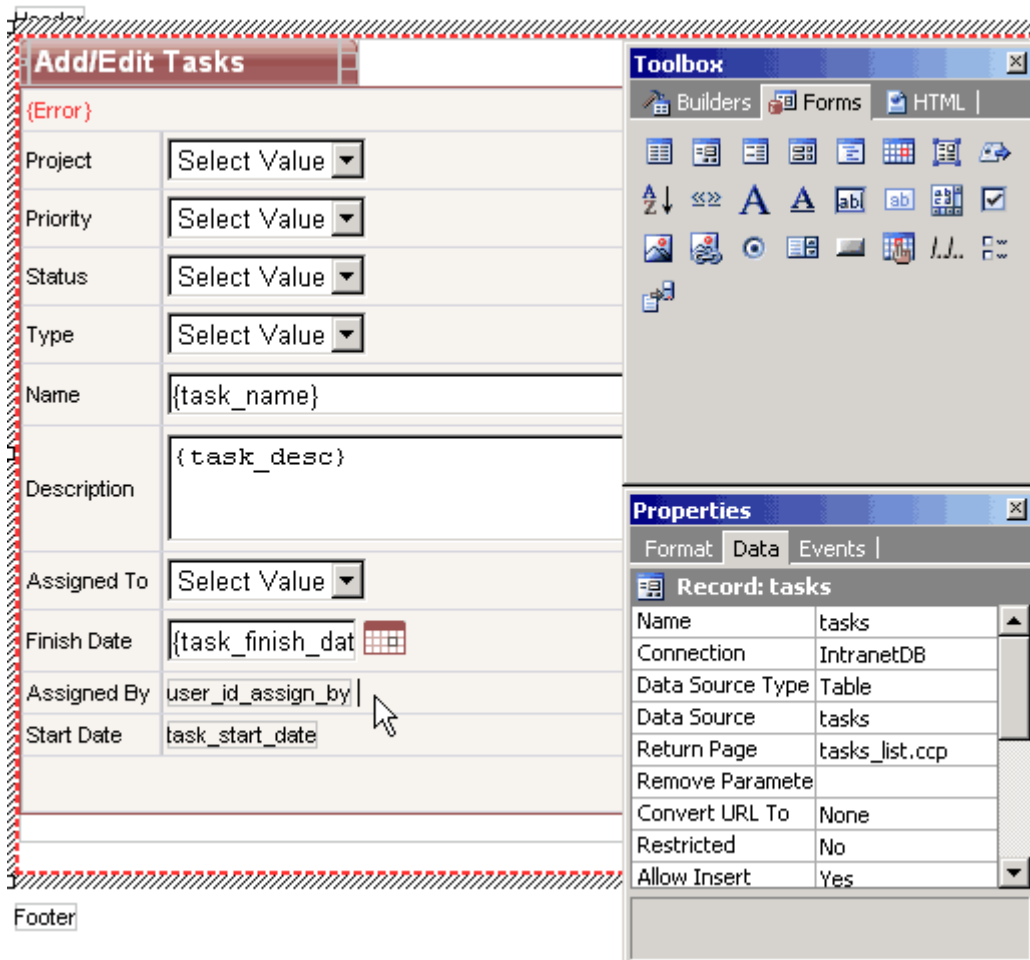 Header
Add/Edit Tasks
{Error}
Project Select Value
Priority Select Value
Status Select Value
Type Select Value
Name {task_name}
Description {task_desc}
Assigned To Select Value
Finish Date {task_finish_dat
Assigned By user_id_assign_by
Start Date task_start_date
Footer
Toolbox
Builders Forms HTML
Properties
Format Data Events
Record: tasks
Name tasks
Connection IntranetDB
Data Source Type Table
Data Source tasks
Return Page tasks_list.ccp
Remove Paramete
Convert URL To None
Restricted No
Allow Insert Yes